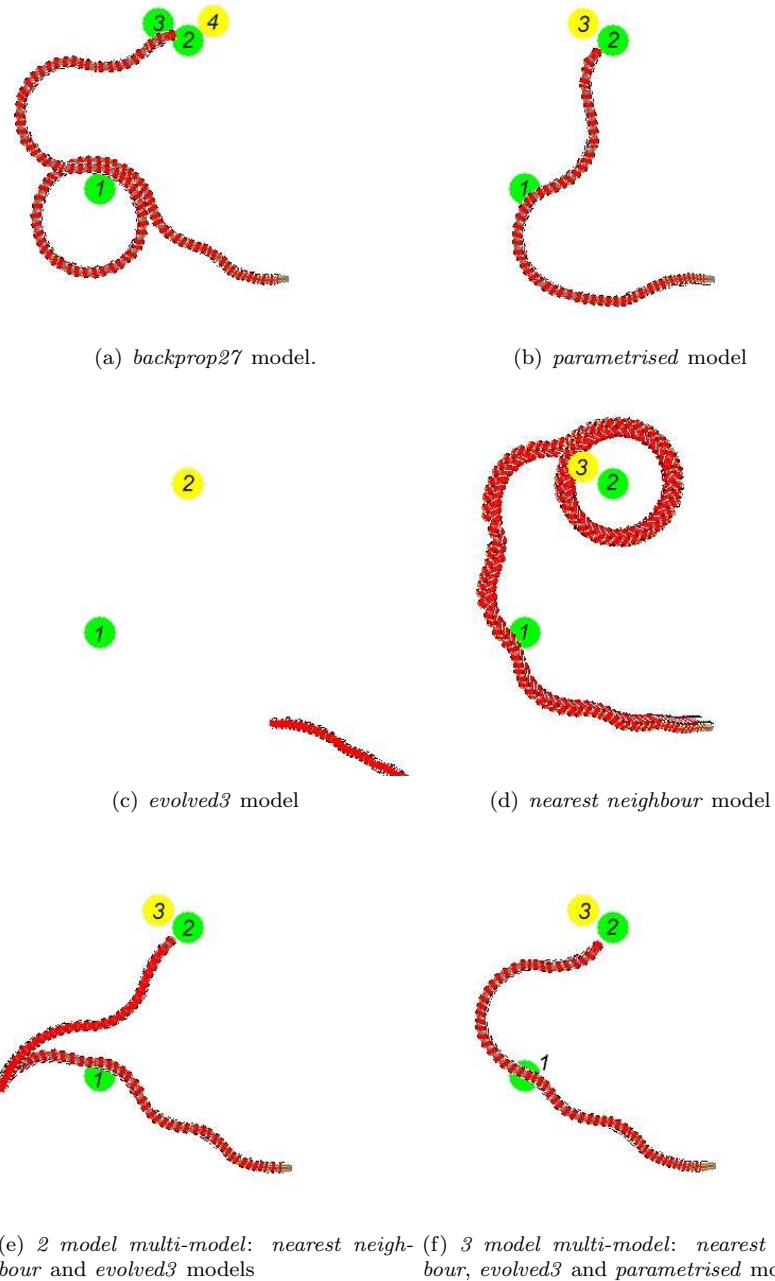 3
2
4
1
3
2
1
(a) backprop27 model.
(b) parametrised model
2
1
3
2
1
(c) evolved3 model
(d) nearest neighbour model
3
2
1
3
2
1
(e) 2 model multi-model: nearest neigh-
bour and evolved3 models
(f) 3 model multi-model: nearest
bour, evolved3 and parametrised mo